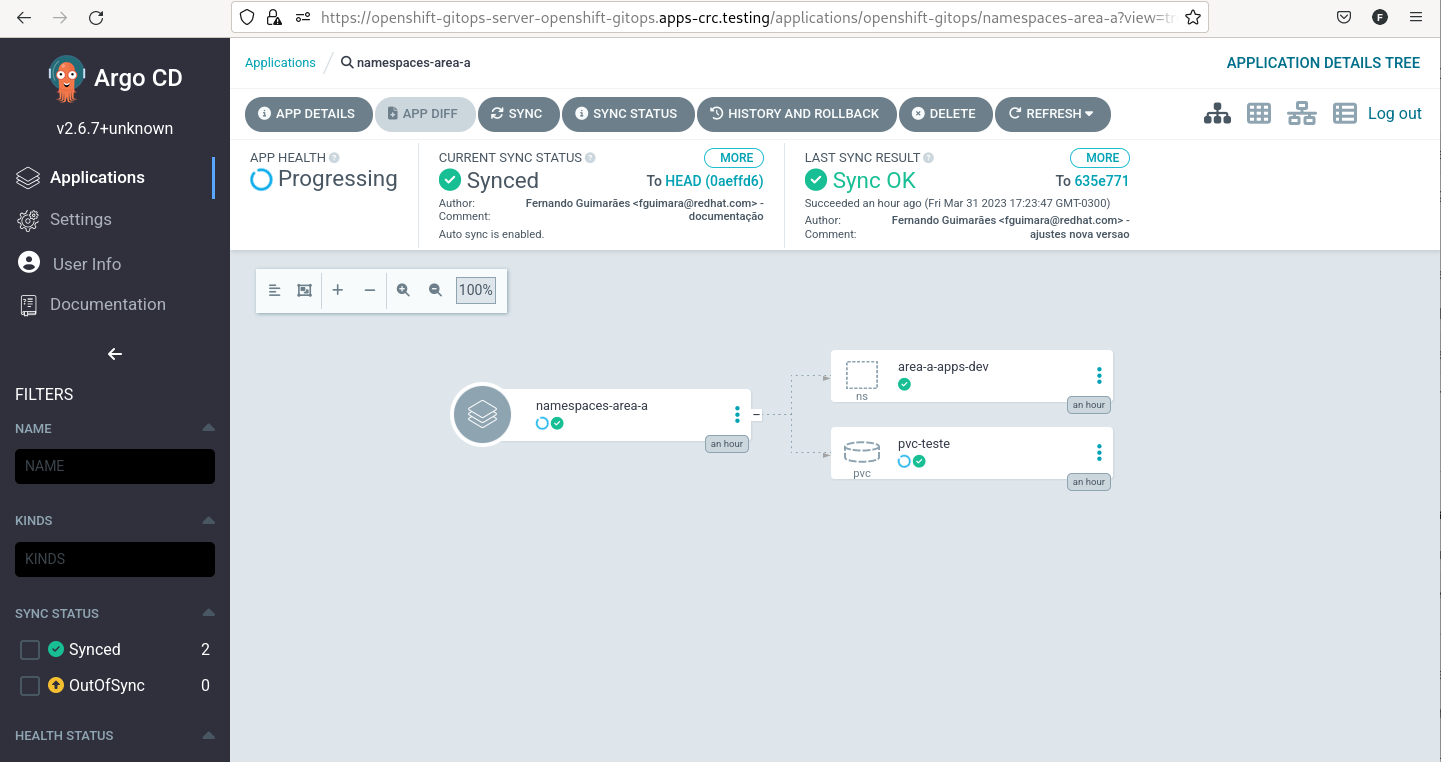 https://openshift-gitops-server-openshift-gitops.apps-crc.testing/applications/openshift-gitops/namespaces-area-a?view=tr
F
Argo CD
v2.6.7+unknown
Applications
Settings
User Info
Documentation
FILTERS
NAME
NAME
KINDS
KINDS
SYNC STATUS
Synced 2
OutOfSync 0
HEALTH STATUS
Applications / namespaces-area-a
APPLICATION DETAILS TREE
APP DETAILS APP DIFF SYNC SYNC STATUS HISTORY AND ROLLBACK DELETE REFRESH
Log out
APP HEALTH
Progressing
CURRENT SYNC STATUS MORE
Synced To HEAD (0aeffd6)
Author: Fernando Guimarães <fguimara@redhat.com> -
Comment: documentação
Auto sync is enabled.
LAST SYNC RESULT MORE
Sync OK To 635e771
Succeeded an hour ago (Fri Mar 31 2023 17:23:47 GMT-0300)
Author: Fernando Guimarães <fguimara@redhat.com> -
Comment: ajustes nova versao
100%
namespaces-area-a
an hour
area-a-apps-dev
ns
an hour
pvc-teste
pvc
an hour